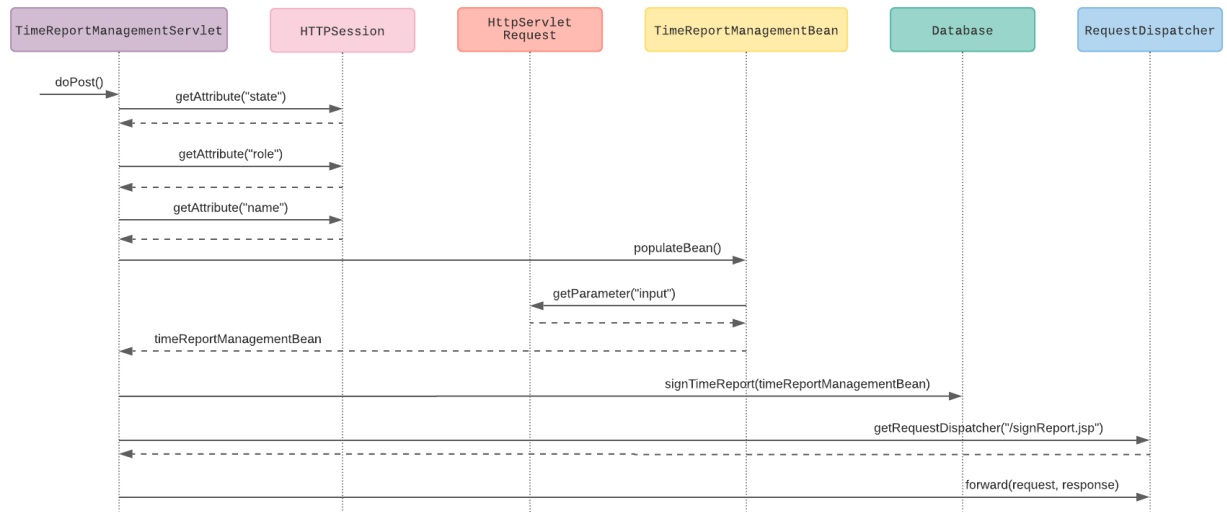 TimeReportManagementServlet
HTTPSession
HttpServlet
Request
TimeReportManagementBean
Database
RequestDispatcher
doPost()
getAttribute("state")
getAttribute("role")
getAttribute("name")
populateBean()
getParameter("input")
timeReportManagementBean
signTimeReport(timeReportManagementBean)
getRequestDispatcher("/signReport.jsp")
forward(request, response)